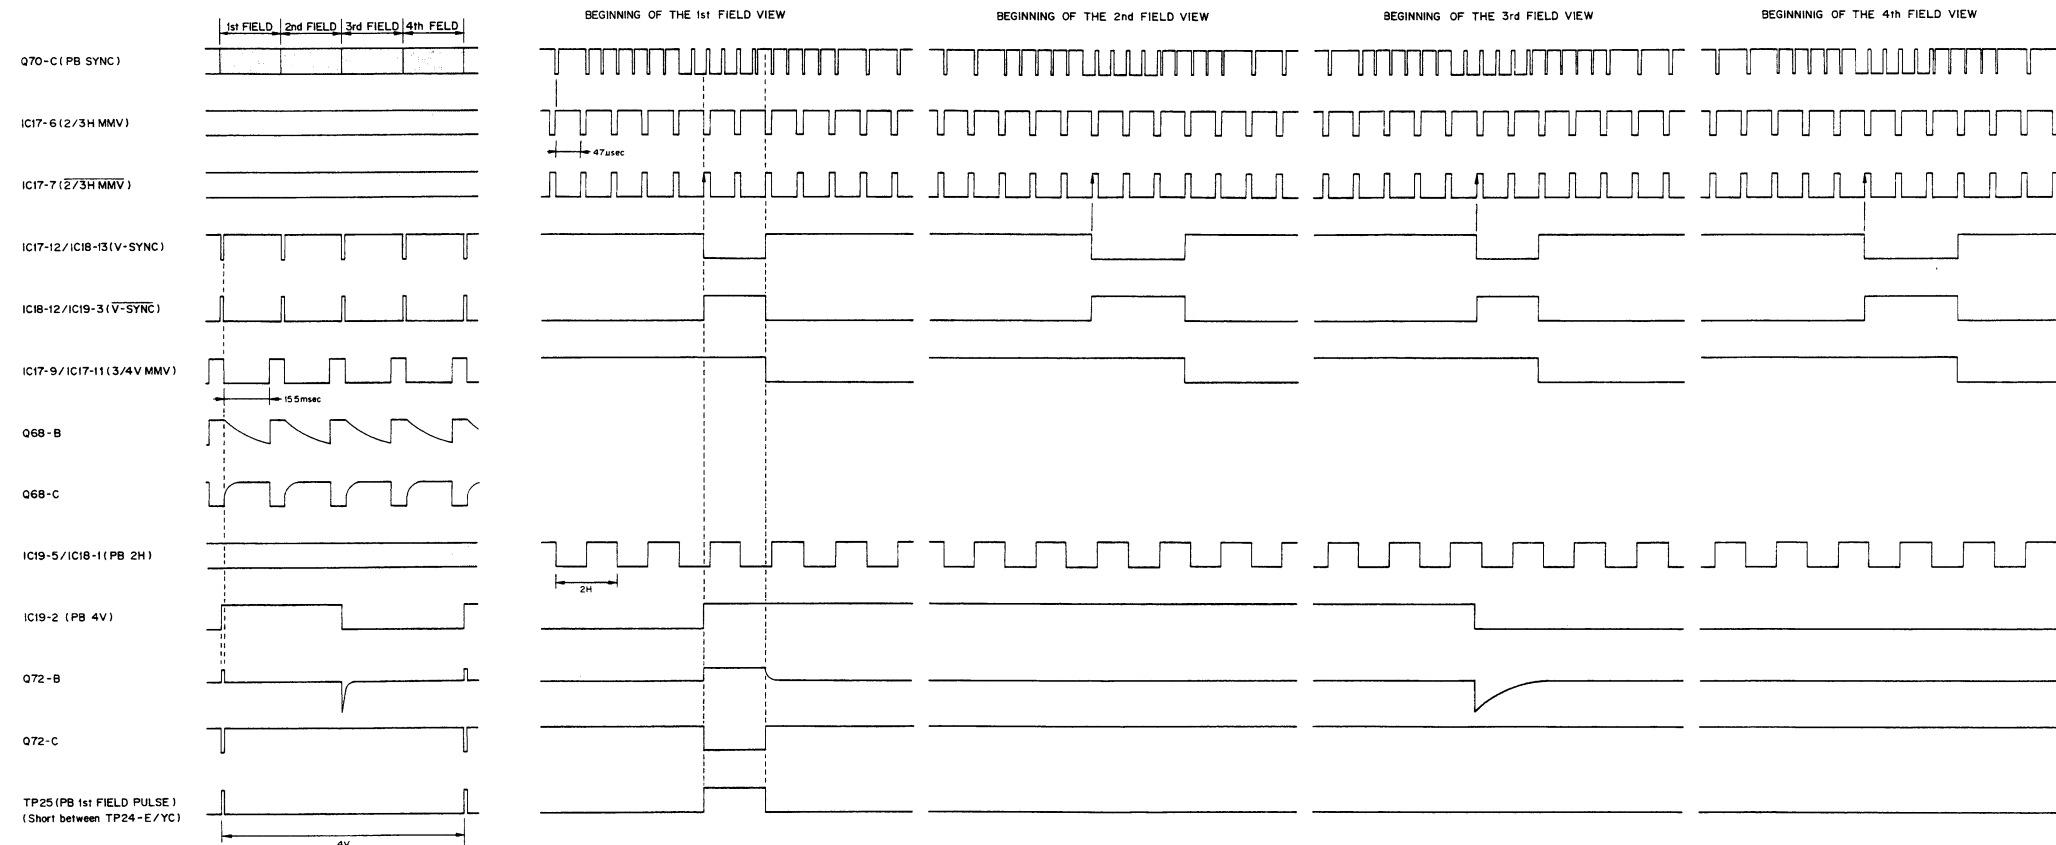 BEGINNING OF THE 1st FIELD VIEW
BEGINNING OF THE 2nd FIELD VIEW
BEGINNING OF THE 3rd FIELD VIEW
BEGINNINIG OF THE 4th FIELD VIEW
1st FIELD 2nd FIELD 3rd FIELD 4th FELD
Q70-C (PB SYNC)
IC17-6 (2/3H MMV)
47μsec
IC17-7 (2/3H MMV)
IC17-12/IC18-13 (V-SYNC)
IC18-12/IC19-3 (V-SYNC)
IC17-9/IC17-11 (3/4V MMV)
15.5msec
Q68-B
Q68-C
IC19-5/IC18-1 (PB 2H)
2H
IC19-2 (PB 4V)
Q72-B
Q72-C
TP25 (PB 1st FIELD PULSE)
(Short between TP24-E/YC)
4V